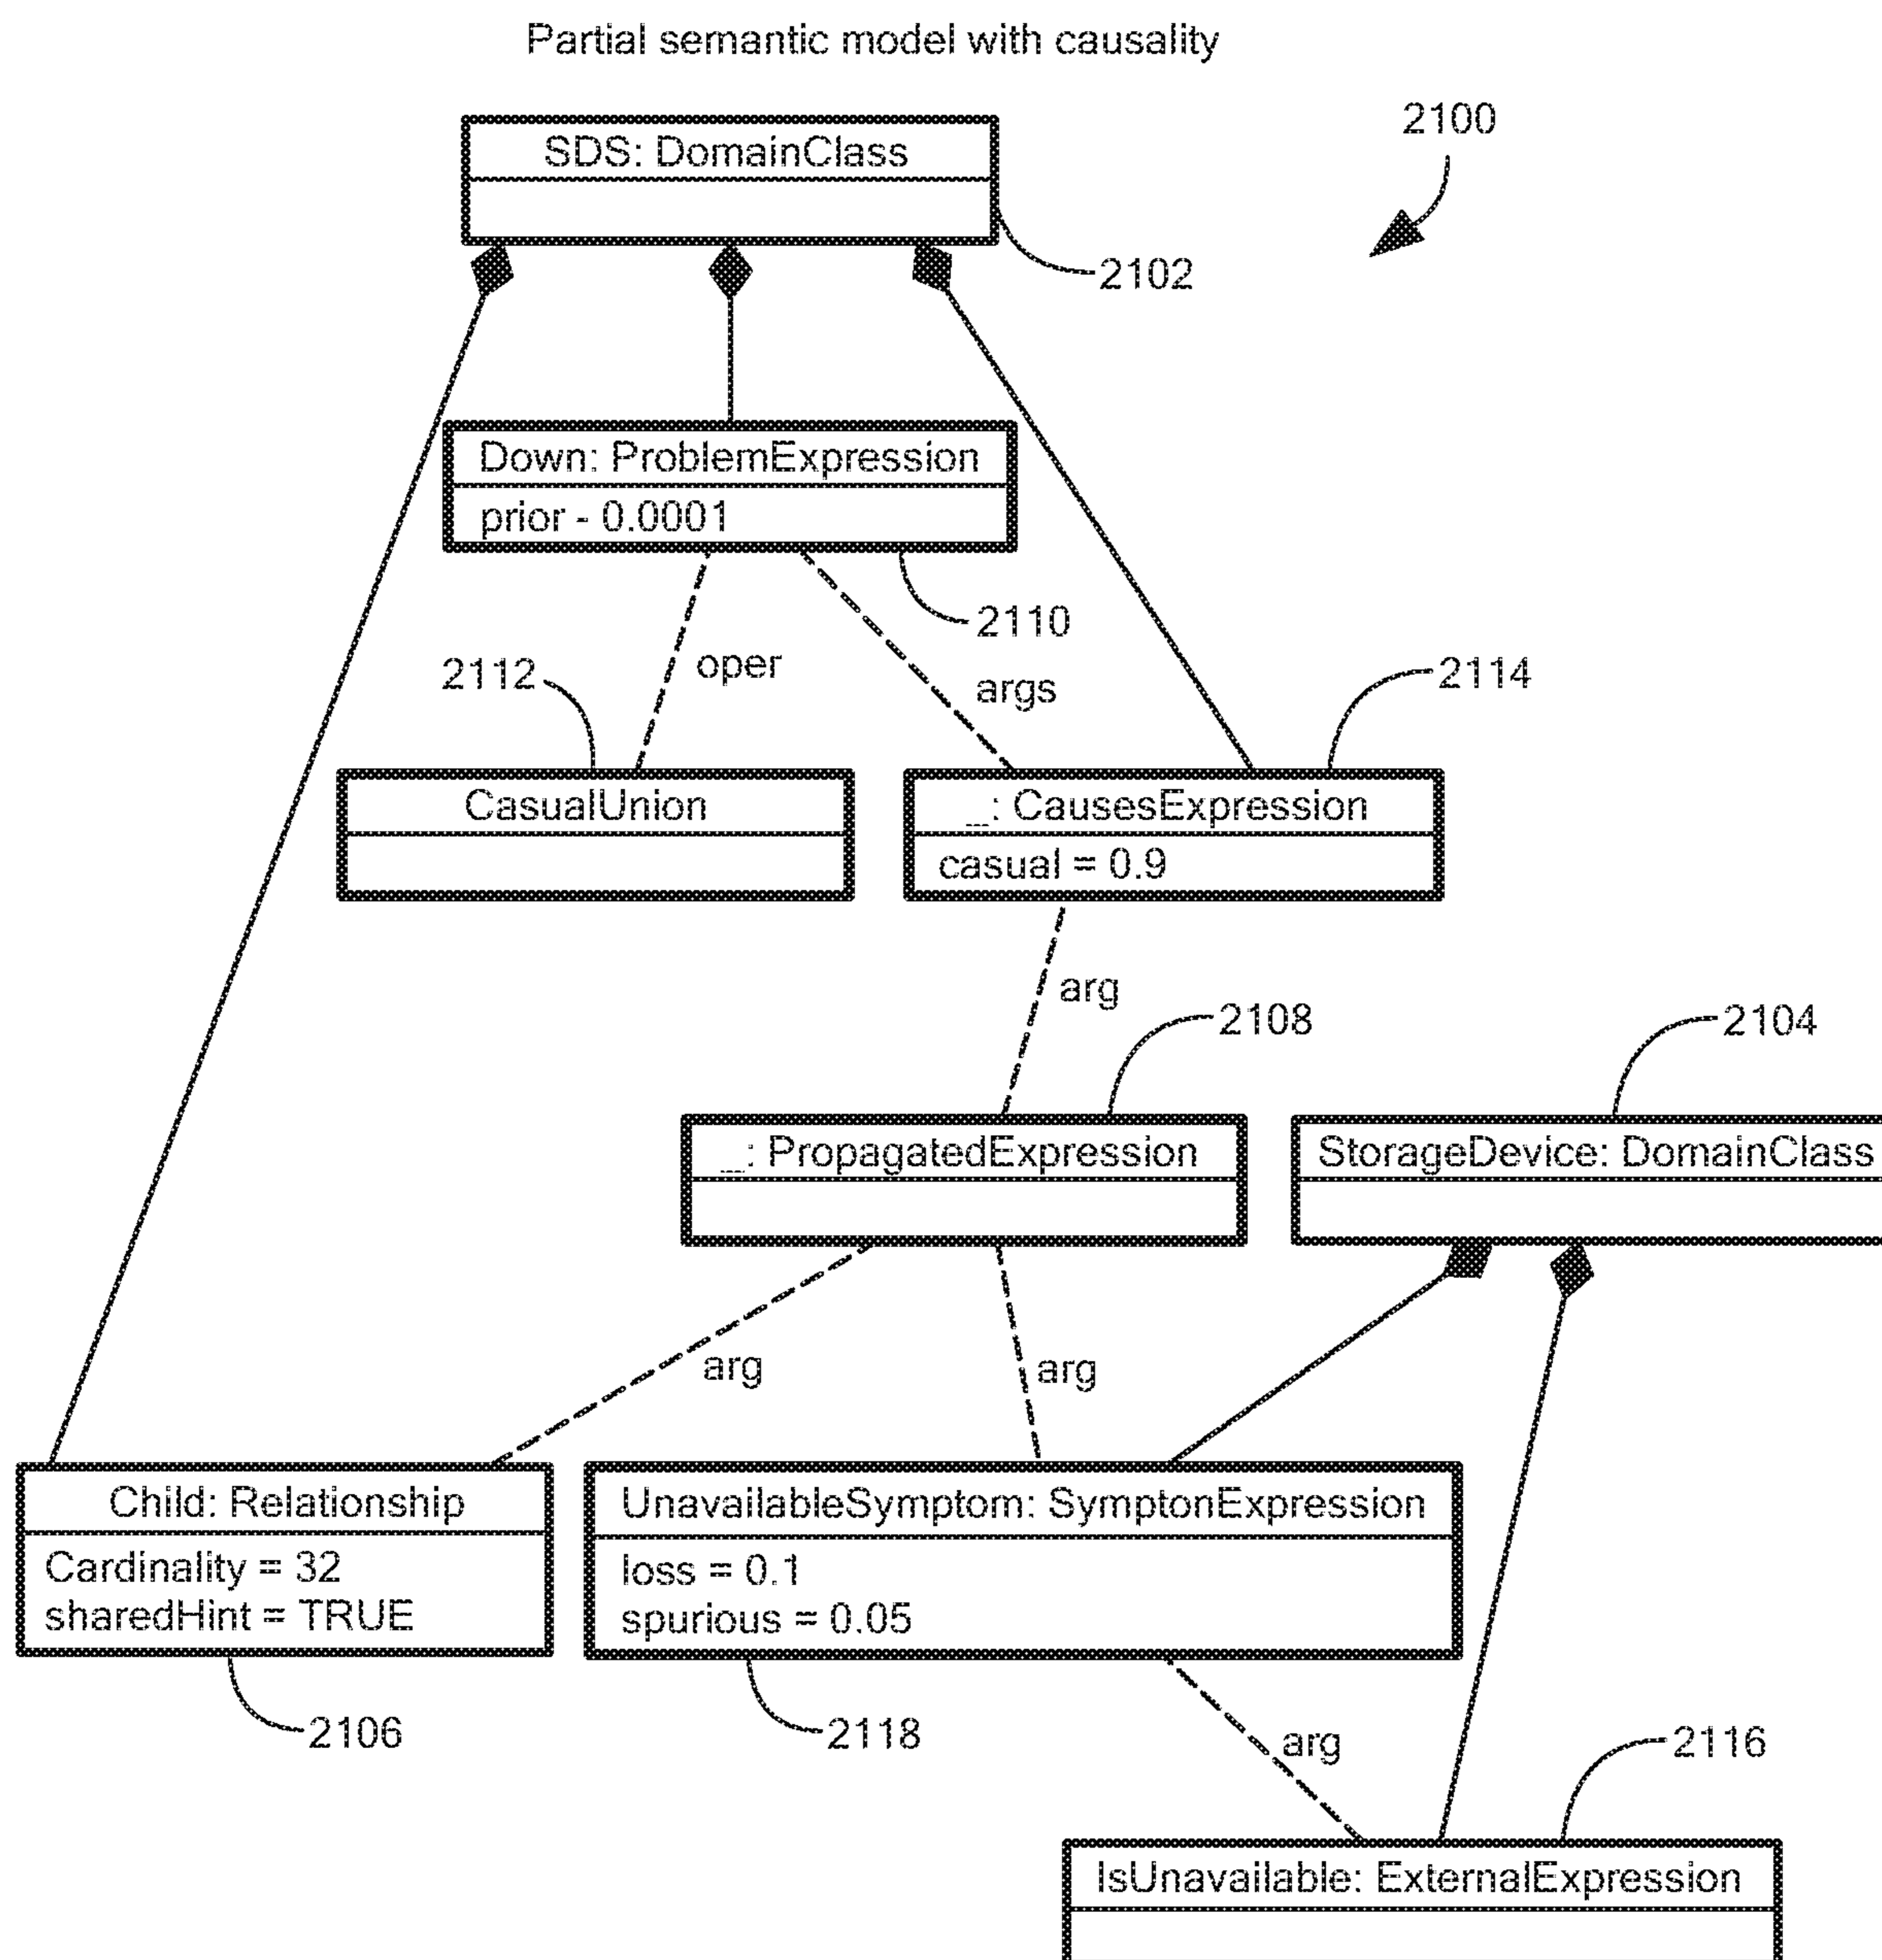 Partial semantic model with causality
2100
SDS: DomainClass
2102
Down: ProblemExpression
prior - 0.0001
2110
oper
args
2112
2114
CasualUnion
_: CausesExpression
casual = 0.9
arg
2108
2104
_: PropagatedExpression
StorageDevice: DomainClass
arg
arg
Child: Relationship
Cardinality = 32
sharedHint = TRUE
UnavailableSymptom: SymptonExpression
loss = 0.1
spurious = 0.05
2106
2118
arg
2116
IsUnavailable: ExternalExpression